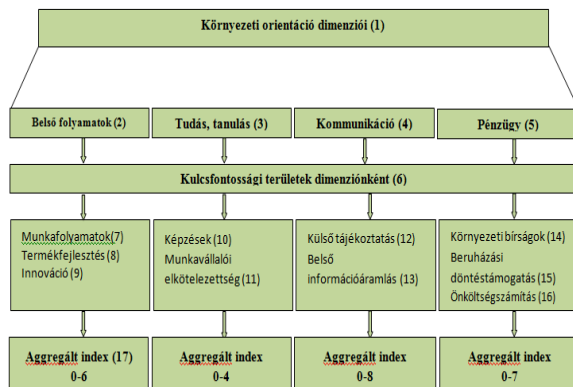 Környezeti orientáció dimenziói (1)
Belső folyamatok (2)
Tudás, tanulás (3)
Kommunikáció (4)
Pénzügy (5)
Kulcsfontossági területek dimenziónként (6)
Munkafolyamatok(7)
Termékfejlesztés (8)
Innováció (9)
Képzések (10)
Munkavállalói
elkötelezettség (11)
Külső tájékoztatás (12)
Belső
információáramlás (13)
Környezeti bírságok (14)
Beruházási
döntéstámogatás (15)
Önköltségszámítás (16)
Aggregált index (17)
0-6
Aggregált index
0-4
Aggregált index
0-8
Aggregált index
0-7